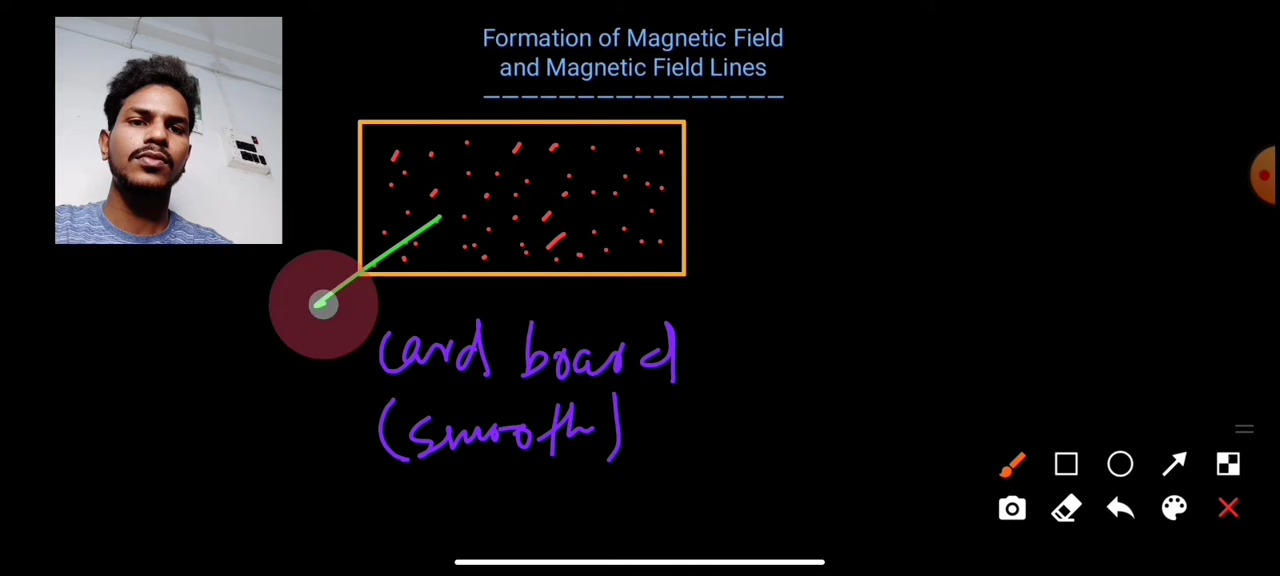 Formation of Magnetic Field
and Magnetic Field Lines
card board
(smooth)